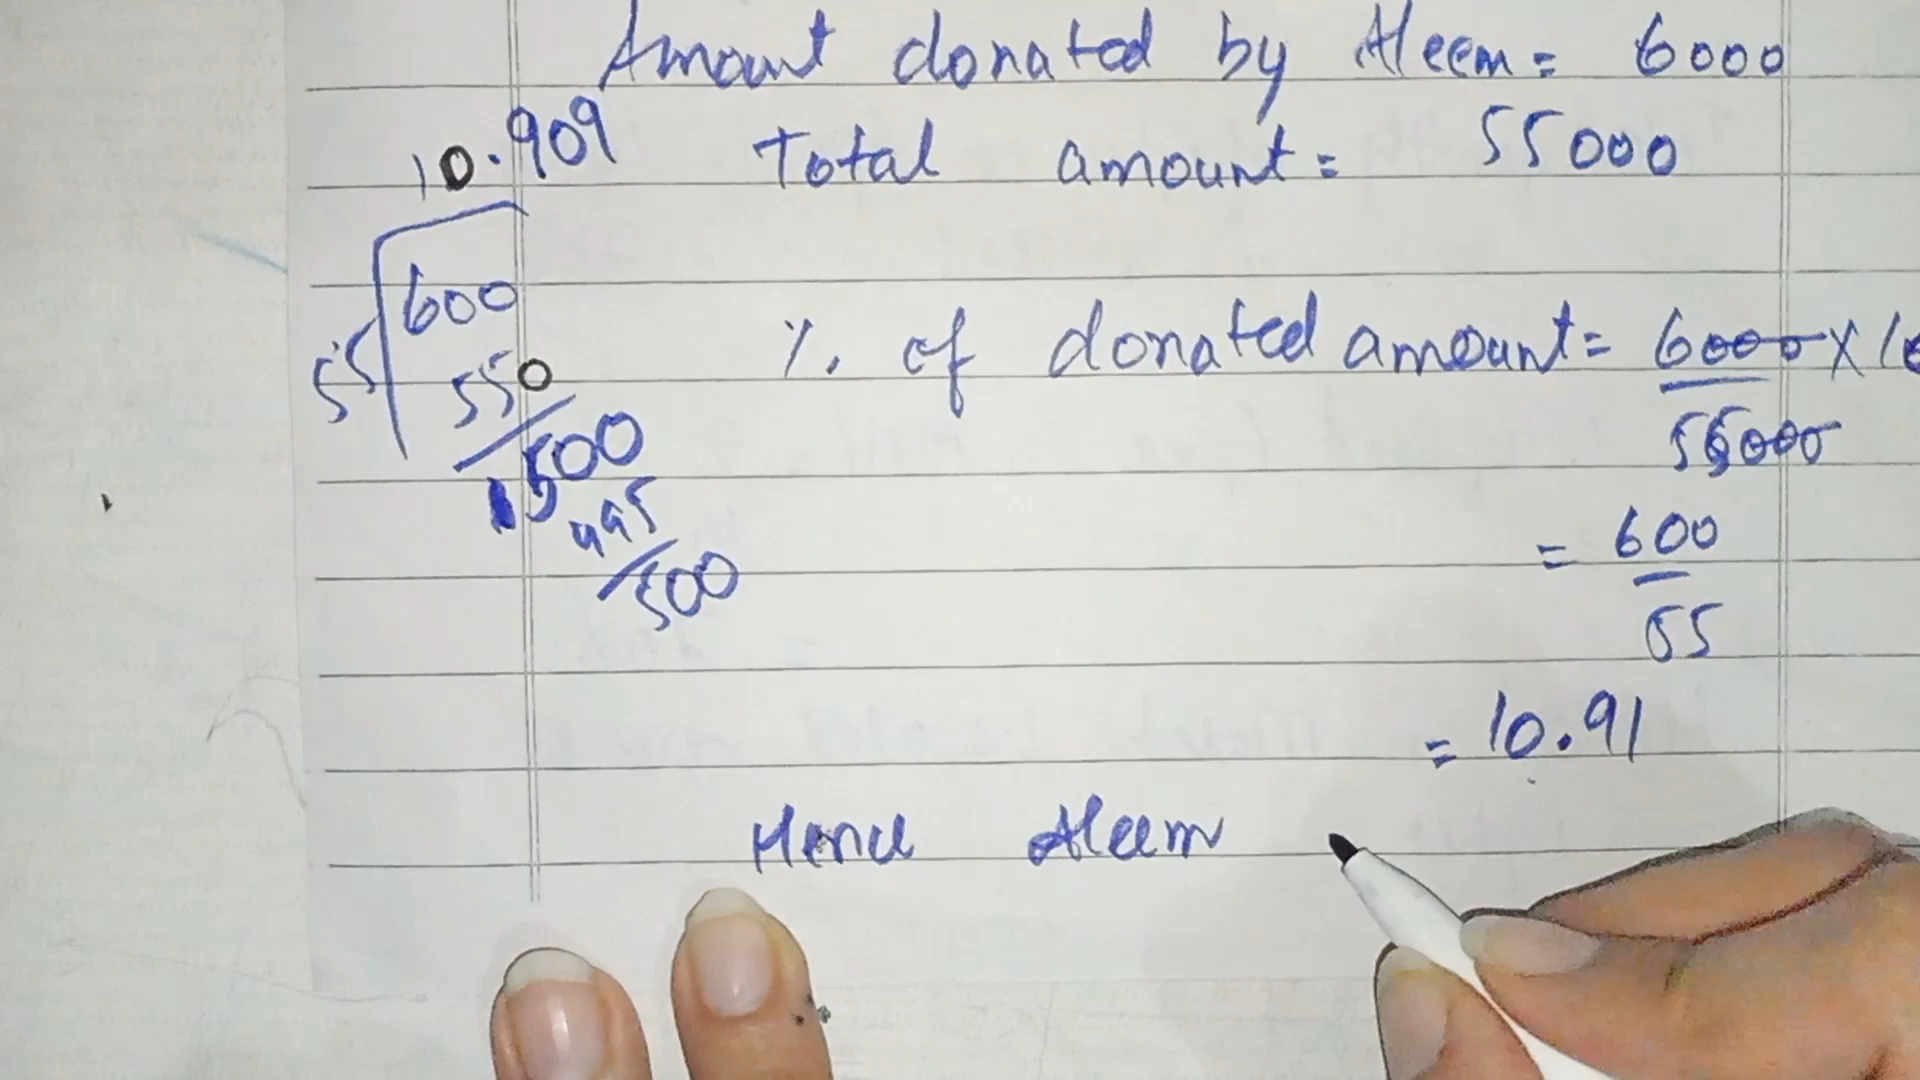 Amount donated by Aleem = 6000
Total amount = 55000
10.909
55 600
550
500
495
500
%. of donated amount = 6000 X 10
55000
= 600
55
= 10.91
Hence Aleem